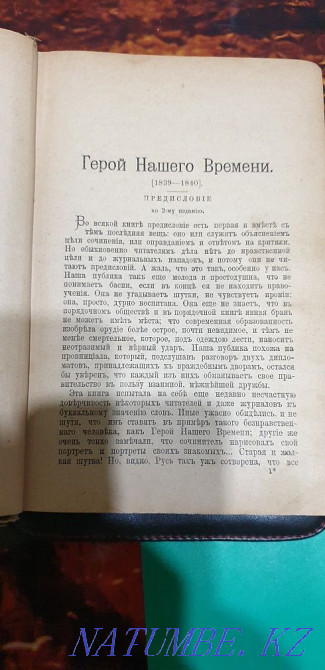 Герой Нашего Времени.
[1839—1840].
ПРЕДИСЛОВІЕ
ко 2-му изданію.
Во всякой книгѣ предисловіе есть первая и вмѣстѣ съ
тѣмъ послѣдняя вещь: оно или служитъ объясненіемъ
цѣли сочиненія, или оправданіемъ и отвѣтомъ на критики.
Но обыкновенно читателямъ дѣла нѣтъ до нравственной
цѣли и до журнальныхъ нападокъ, и потому они не чи-
таютъ предисловій. А жаль, что это такъ, особенно у насъ.
Наша публика такъ еще молода и простодушна, что не
понимаетъ басни, если въ концѣ ея не находитъ нраво-
ученія. Она не угадываетъ шутки, не чувствуетъ ироніи;
она, просто, дурно воспитана. Она еще не знаетъ, что въ
порядочномъ обществѣ и въ порядочной книгѣ явная брань
не можетъ имѣть мѣста; что современная образованность
изобрѣла орудіе болѣе острое, почти невидимое, и тѣмъ не
менѣе смертельное, которое, подъ одеждою лести, наноситъ
неотразимый и вѣрный ударъ. Наша публика похожа на
провинціала, который, подслушавъ разговоръ двухъ дипло-
матовъ, принадлежащихъ къ враждебнымъ дворамъ, остался
бы увѣренъ, что каждый изъ нихъ обманываетъ свое пра-
вительство въ пользу взаимной, нѣжнѣйшей дружбы.
Эта книга испытала на себѣ еще недавно несчастную
довѣрчивость нѣкоторыхъ читателей и даже журналовъ къ
буквальному значенію словъ. Иные ужасно обидѣлись, и не
шутя, что имъ ставятъ въ примѣръ такого безнравствен-
наго человѣка, какъ Герой Нашего Времени; другіе же
очень тонко замѣчали, что сочинитель нарисовалъ свой
портретъ и портреты своихъ знакомыхъ... Старая и жал-
кая шутка! Но, видно, Русь такъ ужъ сотворена, что все
1*
NATUMBE.KZ